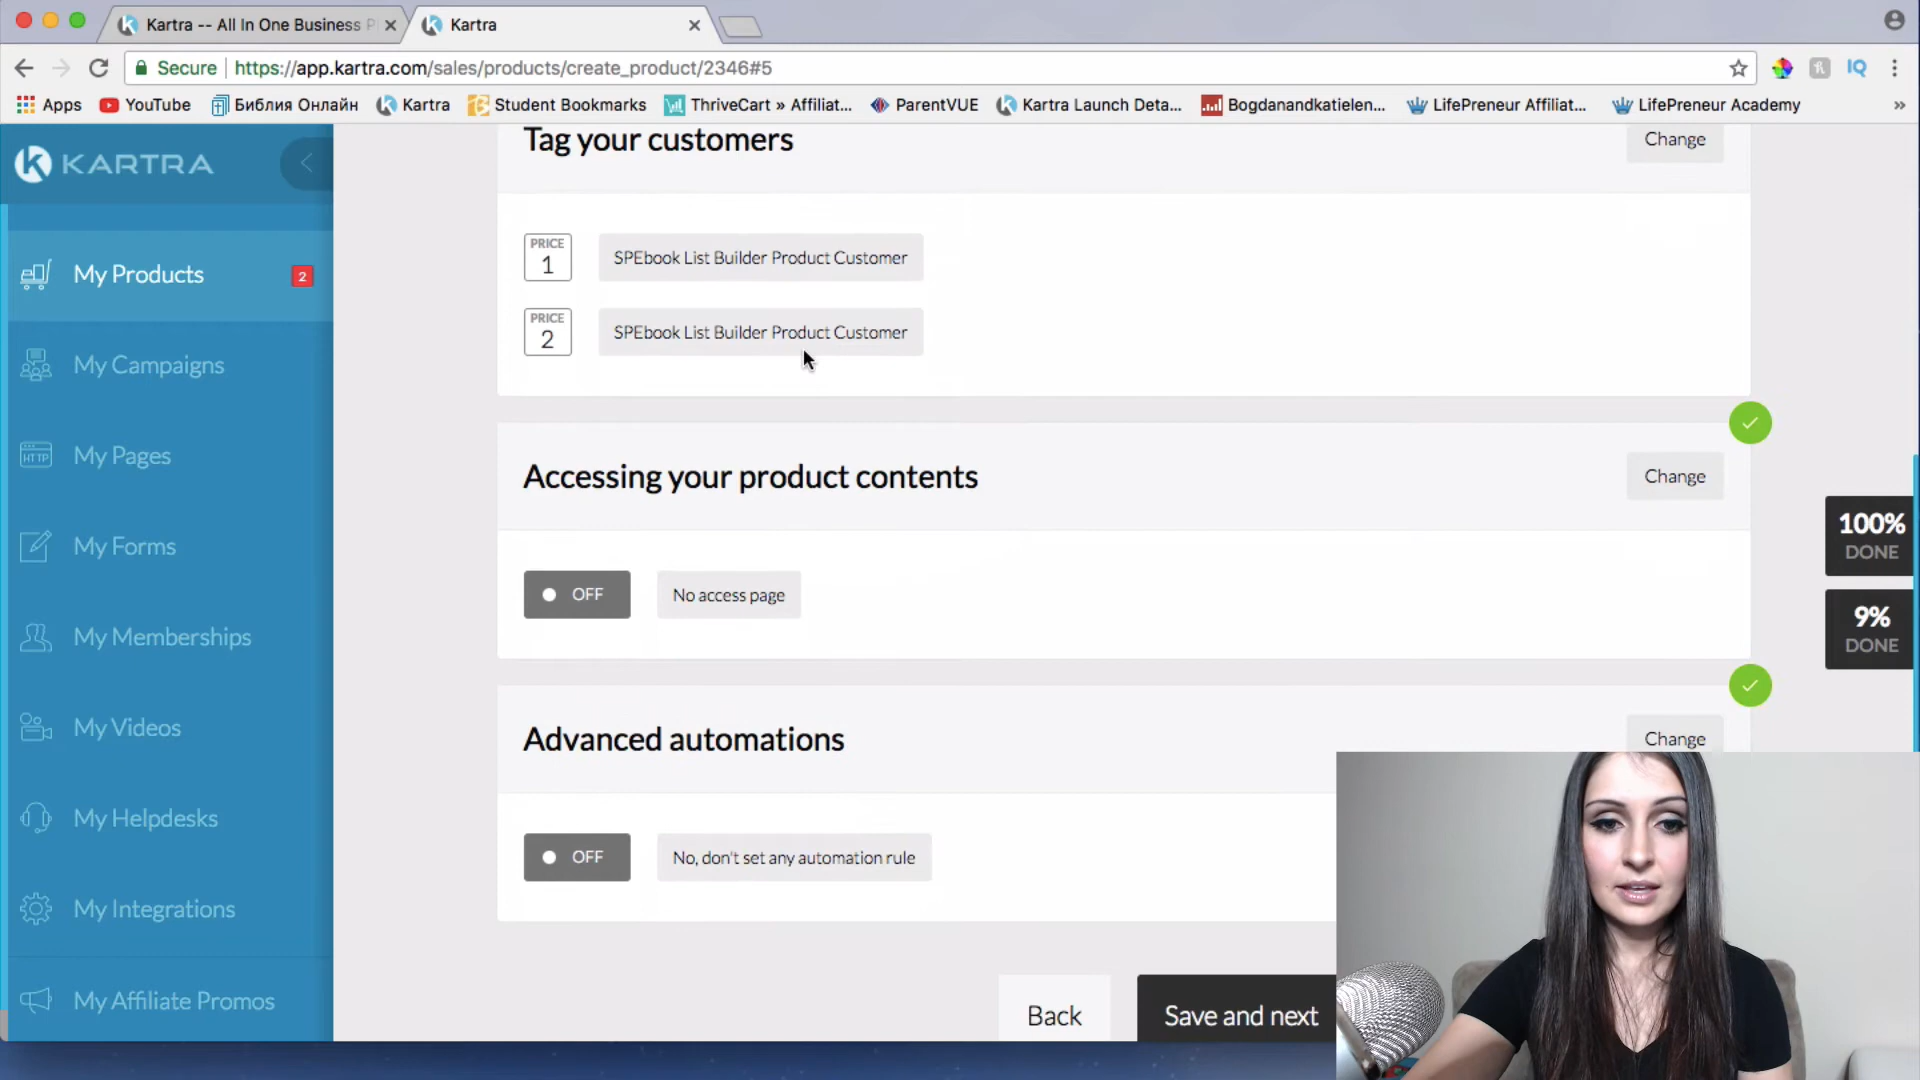 Kartra -- All In One Business P
Kartra
Secure
https://app.kartra.com/sales/products/create_product/2346#5
IQ
Apps
YouTube
Библия Онлайн
Kartra
Student Bookmarks
ThriveCart » Affiliat...
ParentVUE
Kartra Launch Deta...
Bogdanandkatielen...
LifePreneur Affiliat...
LifePreneur Academy
»
KARTRA
My Products
2
My Campaigns
HTTP
My Pages
My Forms
My Memberships
My Videos
My Helpdesks
My Integrations
My Affiliate Promos
Tag your customers
Change
PRICE
1
SPEbook List Builder Product Customer
PRICE
2
SPEbook List Builder Product Customer
Accessing your product contents
Change
OFF
No access page
Advanced automations
Change
OFF
No, don't set any automation rule
Back
Save and next
100%
DONE
9%
DONE